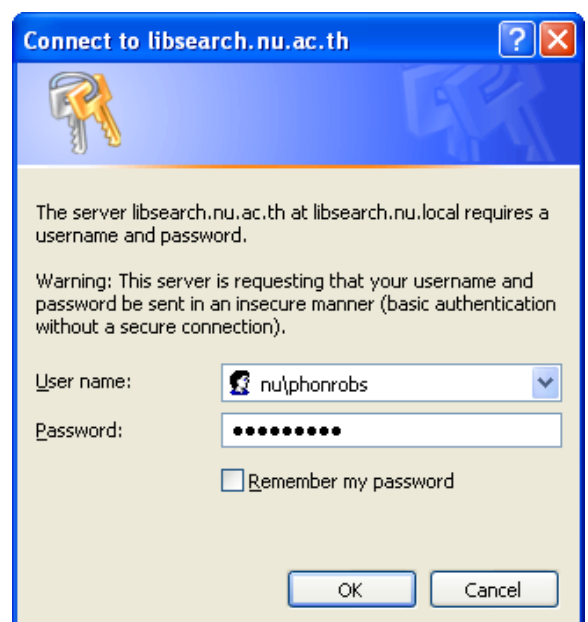 Connect to libsearch.nu.ac.th
The server libsearch.nu.ac.th at libsearch.nu.local requires a
username and password.
Warning: This server is requesting that your username and
password be sent in an insecure manner (basic authentication
without a secure connection).
User name:
nu\phonrobs
Password:
●●●●●●●●●
Remember my password
OK
Cancel